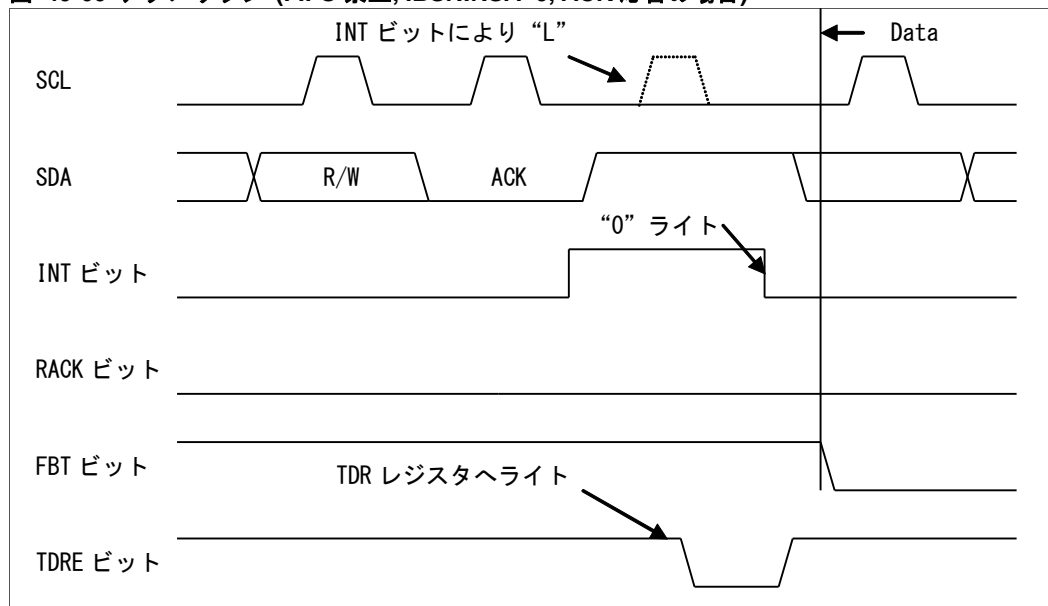 INT ビットにより“L”
Data
SCL
SDA
R/W
ACK
“0”ライト
INT ビット
RACK ビット
FBT ビット
TDR レジスタへライト
TDRE ビット